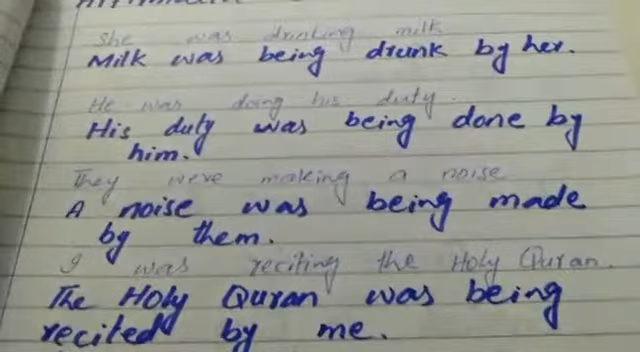 She was drinking milk
Milk was being drunk by her.
He was doing his duty.
His duty was being done by
him.
They were making a noise
A noise was being made
by them.
I was reciting the Holy Quran.
The Holy Quran was being
recited by me.